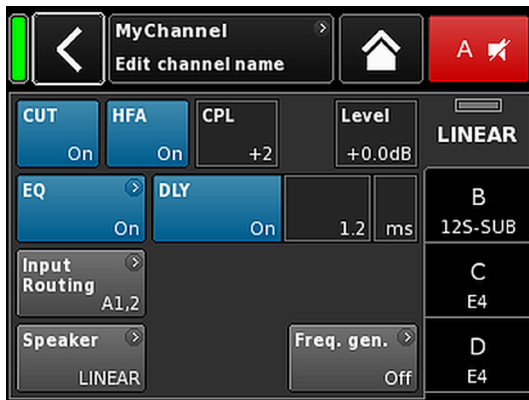 MyChannel
Edit channel name
A
CUT
On
HFA
On
CPL
+2
Level
+0.0dB
LINEAR
EQ
On
DLY
On
1.2
ms
B
12S-SUB
Input
Routing
A1,2
C
E4
Speaker
LINEAR
Freq. gen.
Off
D
E4